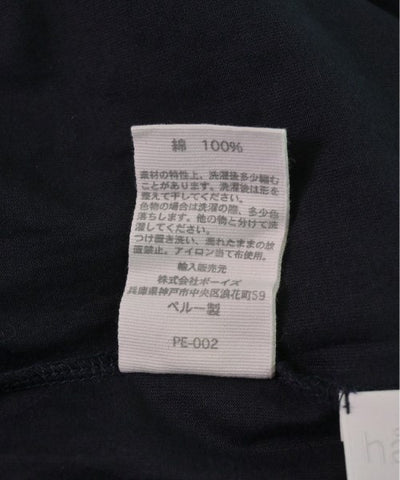 綿 100%
素材の特性上、洗濯後多少縮む
ことがあります。洗濯後は形を
整えて干してください。
色物の場合は洗濯の際、多少色
落ちします。他の物と分けて洗
濯してください。
つけ置き洗い、濡れたままの放
置禁止。アイロン当て布使用。
輸入販売元
株式会社ボーイズ
兵庫県神戸市中央区浪花町59
ペルー製
PE-002
hå